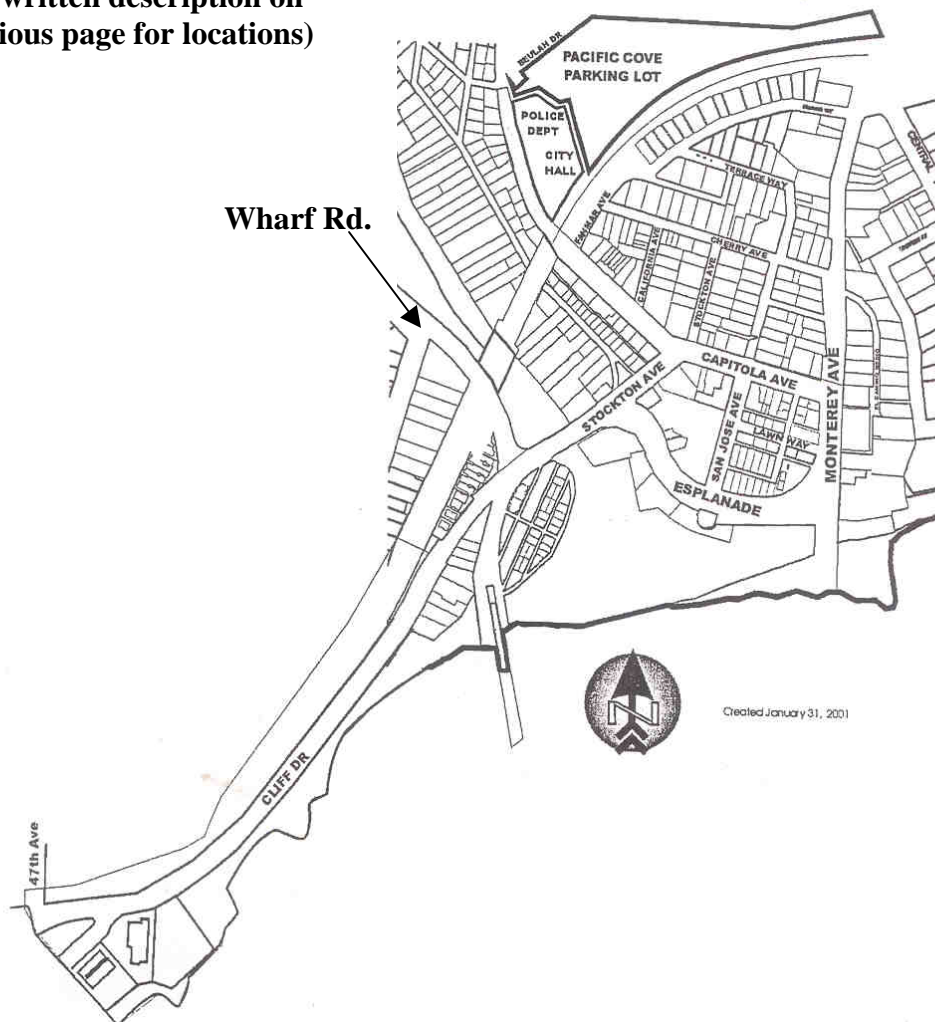 written description on
ious page for locations)
BEULAH DR
PACIFIC COVE
PARKING LOT
POLICE
DEPT
CITY
HALL
CENTRAL
TERRACE WAY
Wharf Rd.
FANMAR AVE
CALIFORNIA AVE
CHERRY AVE
STOCKTON AVE
CAPITOLA AVE
STOCKTON AVE
MONTEREY AVE
SAN JOSE AVE
LAWN WAY
ESPLANADE
N
Created January 31, 2001
CLIFF DR
47th Ave